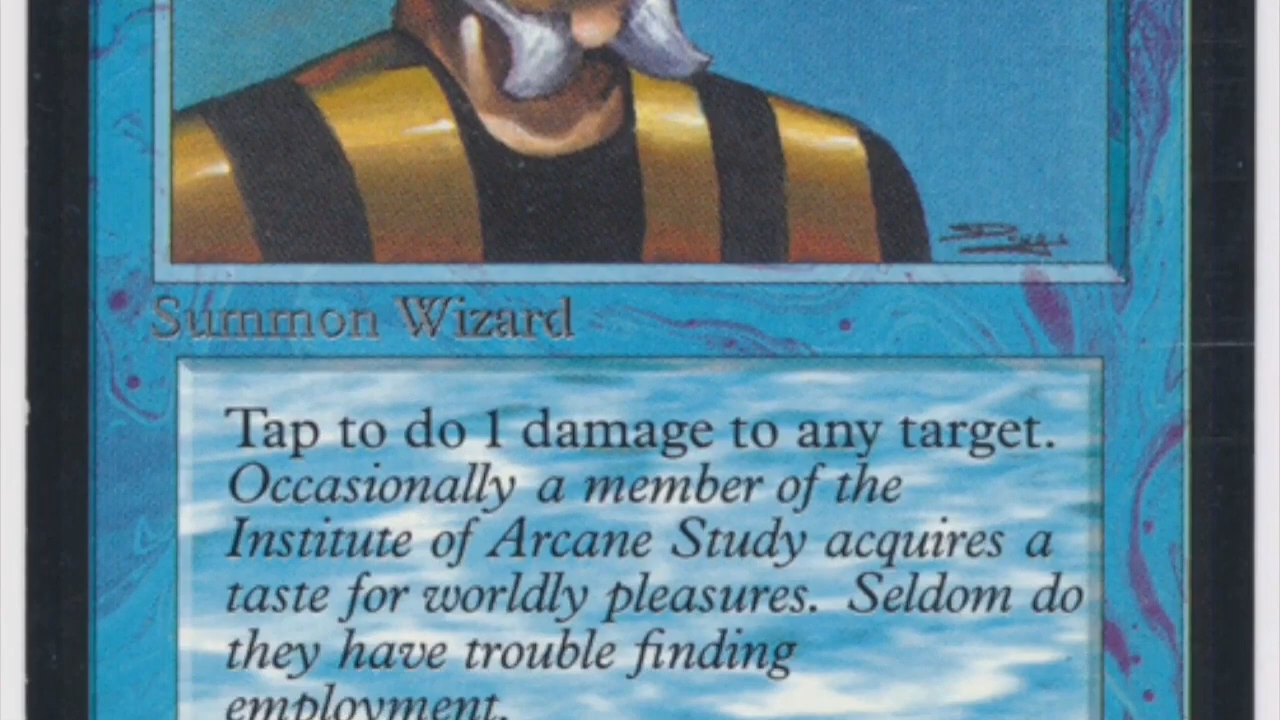 Summon Wizard
Tap to do 1 damage to any target.
Occasionally a member of the
Institute of Arcane Study acquires a
taste for worldly pleasures. Seldom do
they have trouble finding
employment.